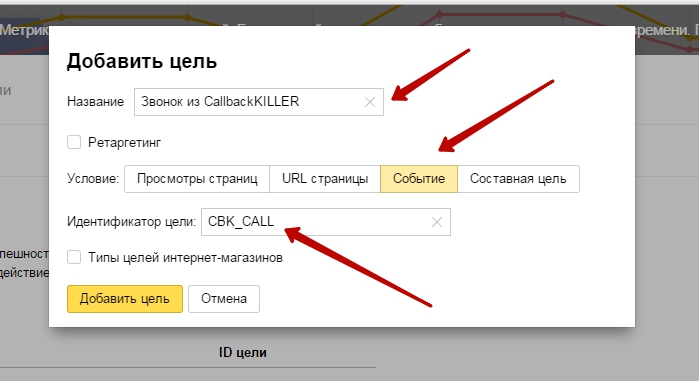 Метрик
времени. Г
ли
Добавить цель
Название Звонок из CallbackKILLER
Ретаргетинг
Условие: Просмотры страниц URL страницы Событие Составная цель
Идентификатор цели: CBK_CALL
пешност
Типы целей интернет-магазинов
действие
Добавить цель Отмена
ID цели